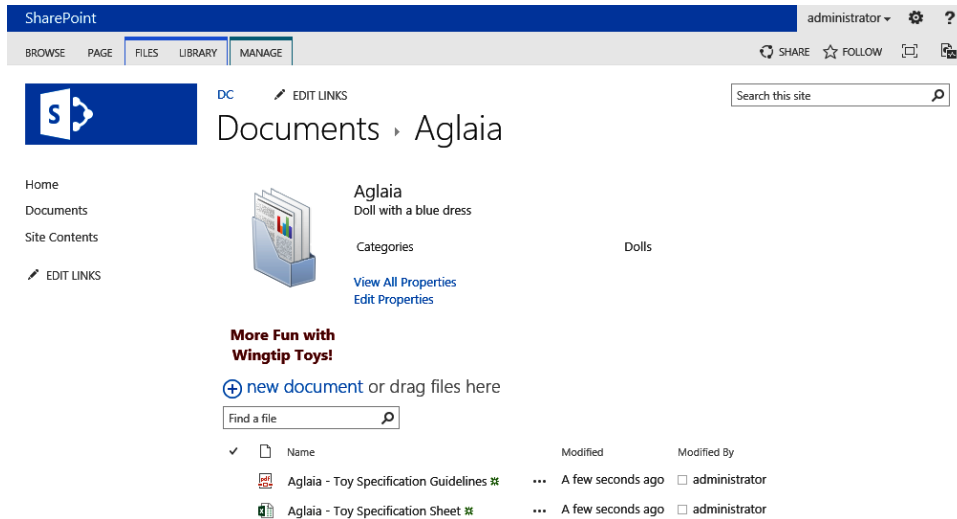 SharePoint
administrator
?
BROWSE PAGE FILES LIBRARY MANAGE
SHARE FOLLOW
S
DC EDIT LINKS
Search this site
Documents Aglaia
Home
Documents
Site Contents
EDIT LINKS
Aglaia
Doll with a blue dress
Categories Dolls
View All Properties
Edit Properties
More Fun with
Wingtip Toys!
new document or drag files here
Find a file
Name Modified Modified By
pdf Aglaia - Toy Specification Guidelines ... A few seconds ago administrator
Aglaia - Toy Specification Sheet ... A few seconds ago administrator